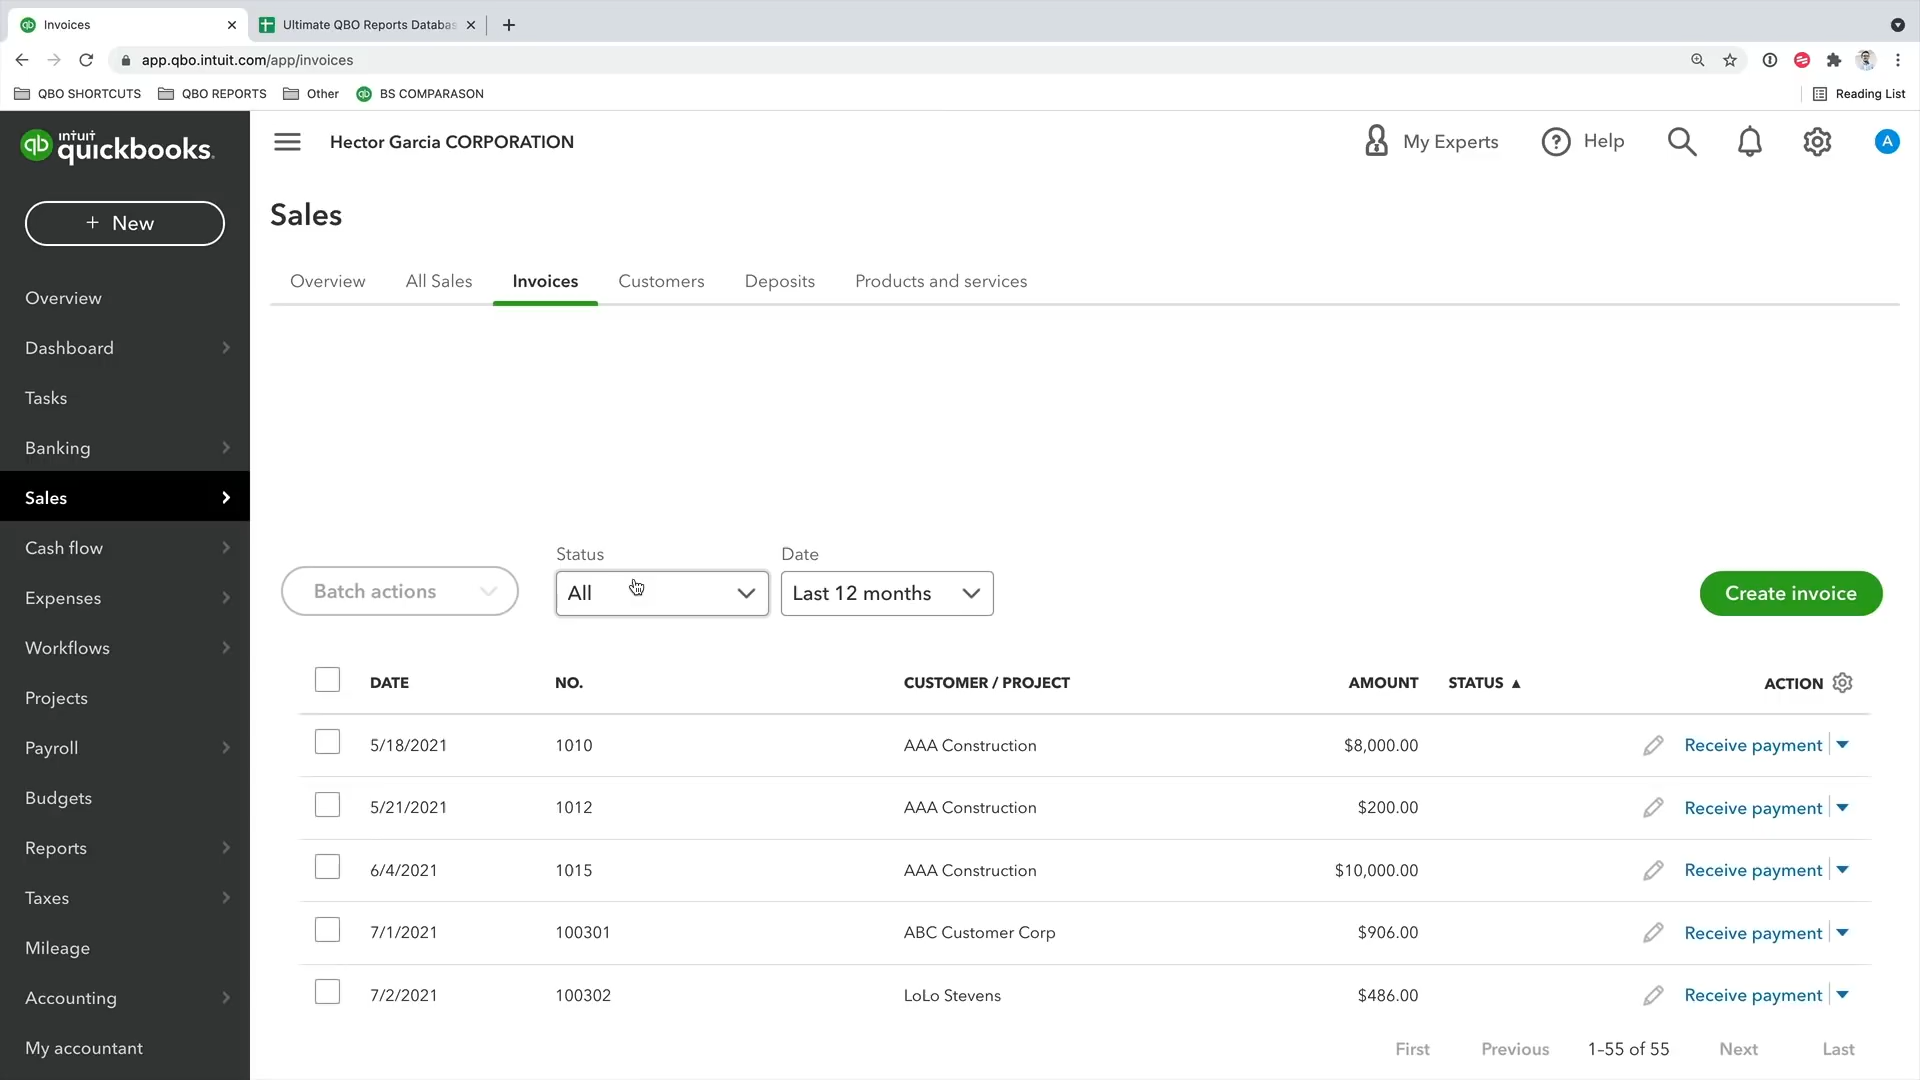 Invoices
Ultimate QBO Reports Databas
app.qbo.intuit.com/app/invoices
QBO SHORTCUTS QBO REPORTS Other BS COMPARASON Reading List
intuit quickbooks.
Hector Garcia CORPORATION
My Experts Help A
+ New
Sales
Overview All Sales Invoices Customers Deposits Products and services
Overview
Dashboard
Tasks
Banking
Sales
Cash flow
Expenses
Workflows
Projects
Payroll
Budgets
Reports
Taxes
Mileage
Accounting
My accountant
Status Date
Batch actions All Last 12 months Create invoice
DATE NO. CUSTOMER / PROJECT AMOUNT STATUS ▲ ACTION
5/18/2021 1010 AAA Construction $8,000.00 Receive payment
5/21/2021 1012 AAA Construction $200.00 Receive payment
6/4/2021 1015 AAA Construction $10,000.00 Receive payment
7/1/2021 100301 ABC Customer Corp $906.00 Receive payment
7/2/2021 100302 LoLo Stevens $486.00 Receive payment
First Previous 1–55 of 55 Next Last